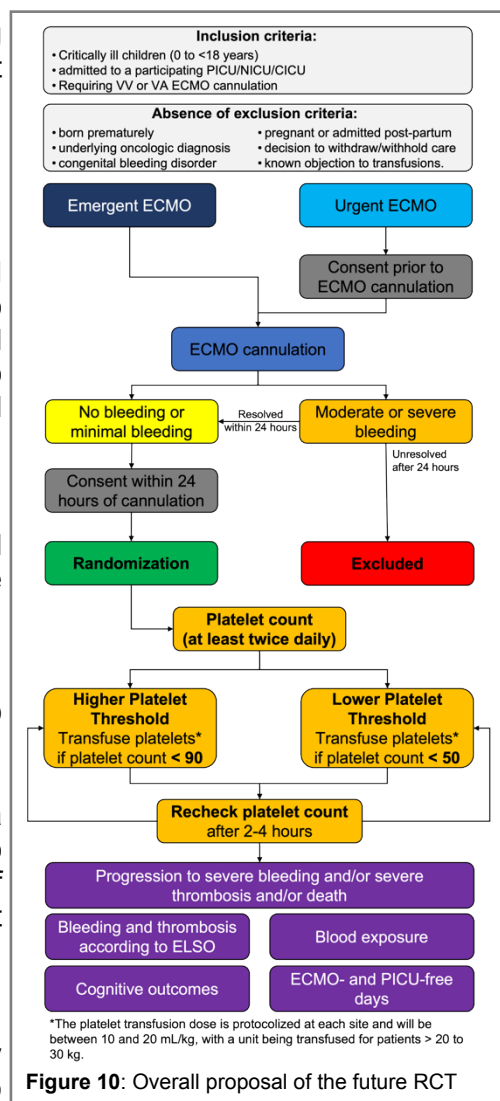 Inclusion criteria:
• Critically ill children (0 to <18 years)
• admitted to a participating PICU/NICU/CICU
• Requiring VV or VA ECMO cannulation
Absence of exclusion criteria:
• born prematurely
• underlying oncologic diagnosis
• congenital bleeding disorder
• pregnant or admitted post-partum
• decision to withdraw/withhold care
• known objection to transfusions.
Emergent ECMO
Urgent ECMO
Consent prior to
ECMO cannulation
ECMO cannulation
No bleeding or
minimal bleeding
Resolved
within 24 hours
Moderate or severe
bleeding
Unresolved
after 24 hours
Consent within 24
hours of cannulation
Randomization
Excluded
Platelet count
(at least twice daily)
Higher Platelet
Threshold
Transfuse platelets*
if platelet count < 90
Lower Platelet
Threshold
Transfuse platelets*
if platelet count < 50
Recheck platelet count
after 2-4 hours
Progression to severe bleeding and/or severe
thrombosis and/or death
Bleeding and thrombosis
according to ELSO
Blood exposure
Cognitive outcomes
ECMO- and PICU-free
days
*The platelet transfusion dose is protocolized at each site and will be
between 10 and 20 mL/kg, with a unit being transfused for patients > 20 to
30 kg.
Figure 10: Overall proposal of the future RCT